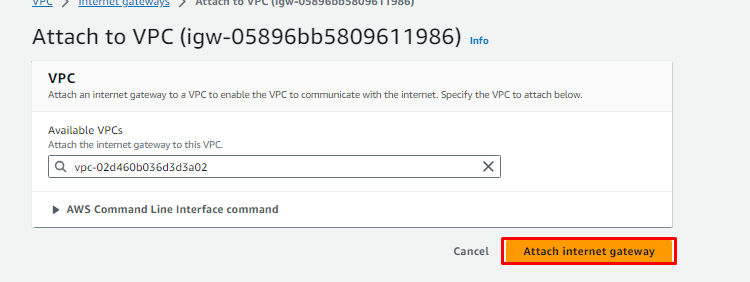 VPC > Internet gateways > Attach to VPC (igw-05896bb5809611986)
Attach to VPC (igw-05896bb5809611986) Info
VPC
Attach an internet gateway to a VPC to enable the VPC to communicate with the internet. Specify the VPC to attach below.
Available VPCs
Attach the internet gateway to this VPC.
vpc-02d460b036d3d3a02
AWS Command Line Interface command
Cancel Attach internet gateway